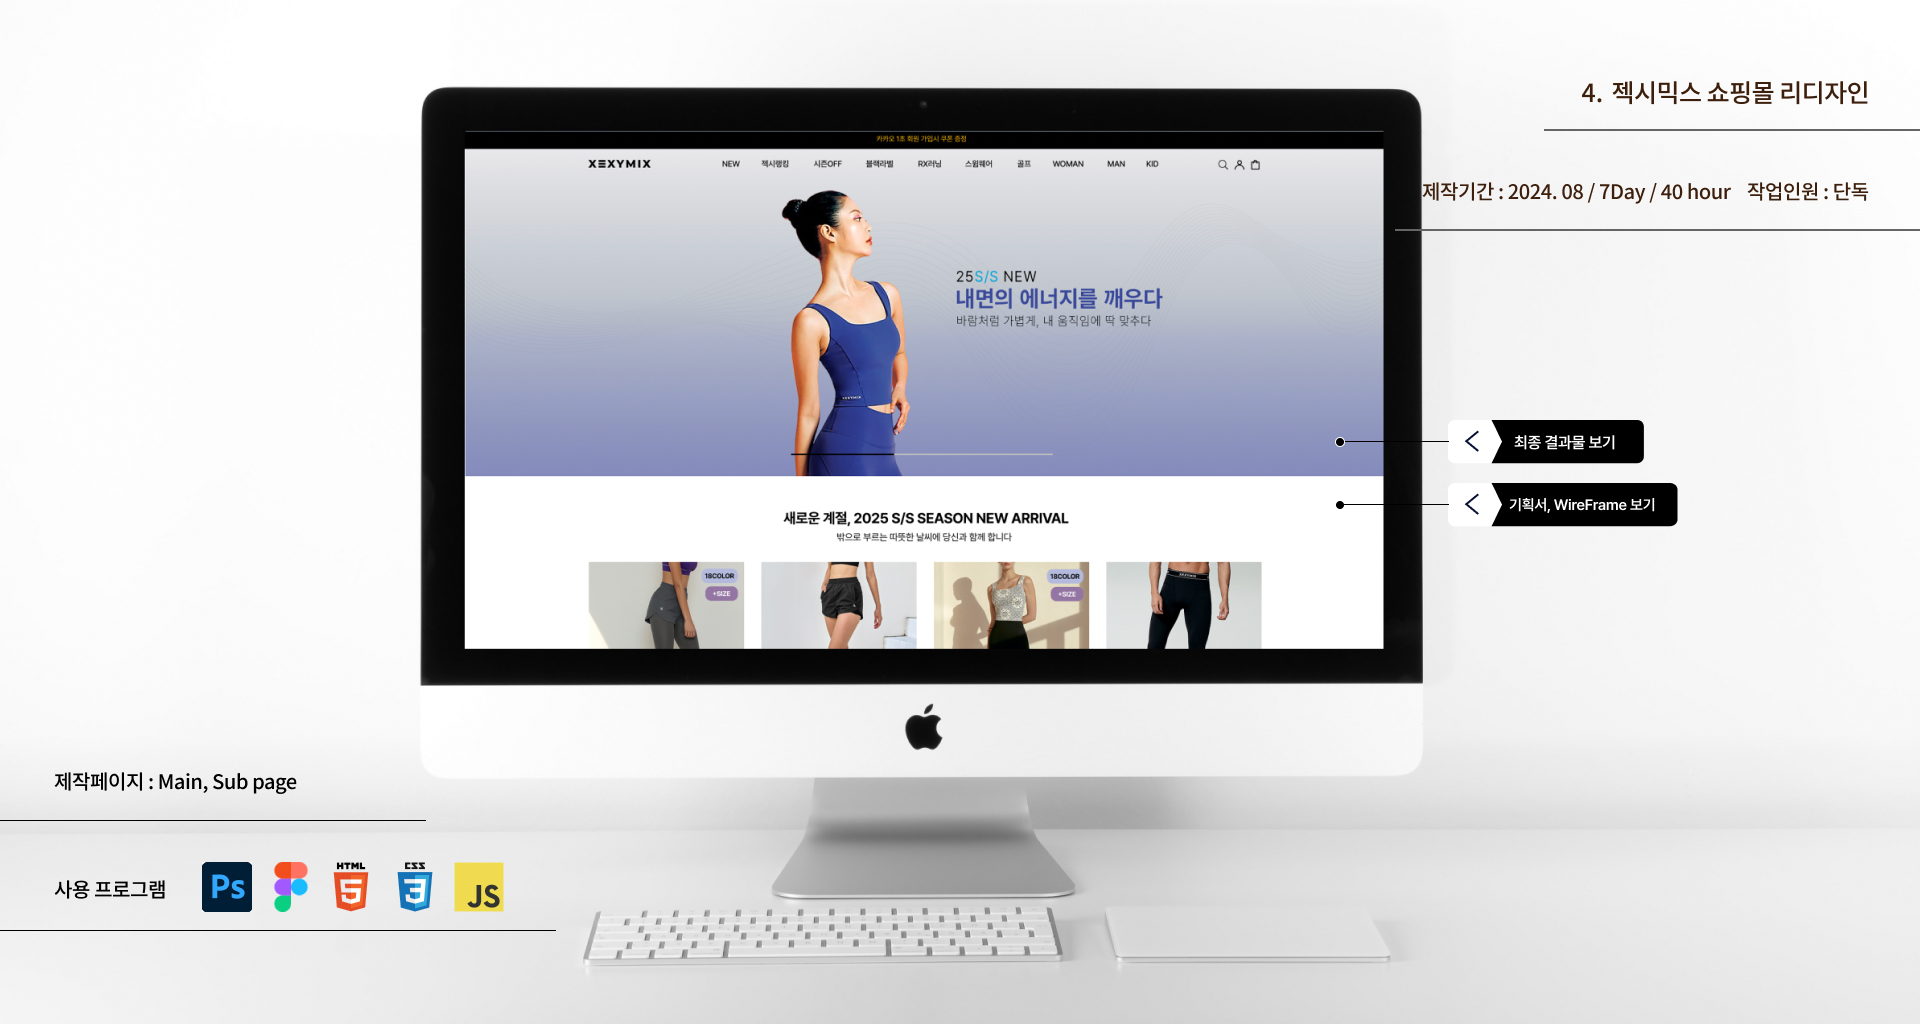 4. 젝시믹스 쇼핑몰 리디자인
제작기간 : 2024. 08 / 7Day / 40 hour 작업인원 : 단독
카카오 1초 회원 가입시 쿠폰 증정
XEXYMIX NEW 젝시랭킹 시즌OFF 블랙라벨 RX러닝 스윔웨어 골프 WOMAN MAN KID
25S/S NEW
내면의 에너지를 깨우다
바람처럼 가볍게, 내 움직임에 딱 맞추다
XEXYMIX
최종 결과물 보기
기획서, WireFrame 보기
새로운 계절, 2025 S/S SEASON NEW ARRIVAL
밖으로 부르는 따뜻한 날씨에 당신과 함께 합니다
18COLOR
+SIZE
18COLOR
+SIZE
XEXYMIX
제작페이지 : Main, Sub page
사용 프로그램
Ps
HTML
5
CSS
3
JS